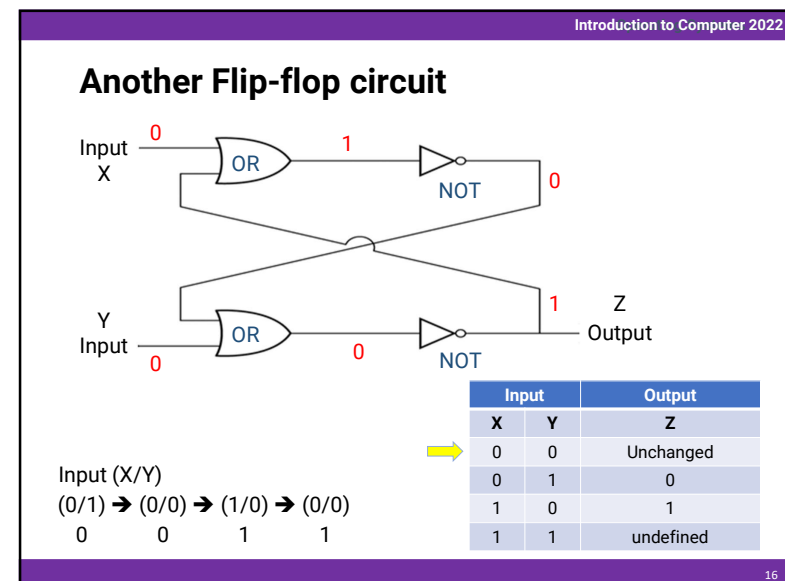 Introduction to Computer 2022
Another Flip-flop circuit
Input
X
0
OR
1
NOT
0
Y
Input
0
OR
0
NOT
1
Z
Output
Input Output
X Y Z
0 0 Unchanged
0 1 0
1 0 1
1 1 undefined
Input (X/Y)
(0/1) ➔ (0/0) ➔ (1/0) ➔ (0/0)
0 0 1 1
16